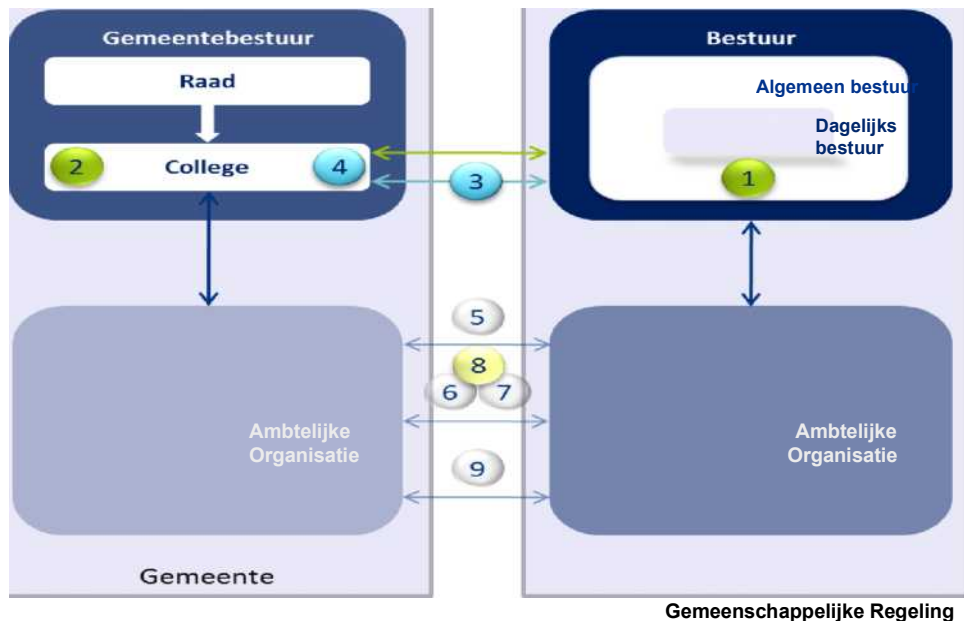 Gemeentebestuur
Raad
2
College
4
3
Bestuur
Algemeen bestuur
Dagelijks
bestuur
1
5
8
6
7
9
Ambtelijke
Organisatie
Ambtelijke
Organisatie
Gemeente
Gemeenschappelijke Regeling